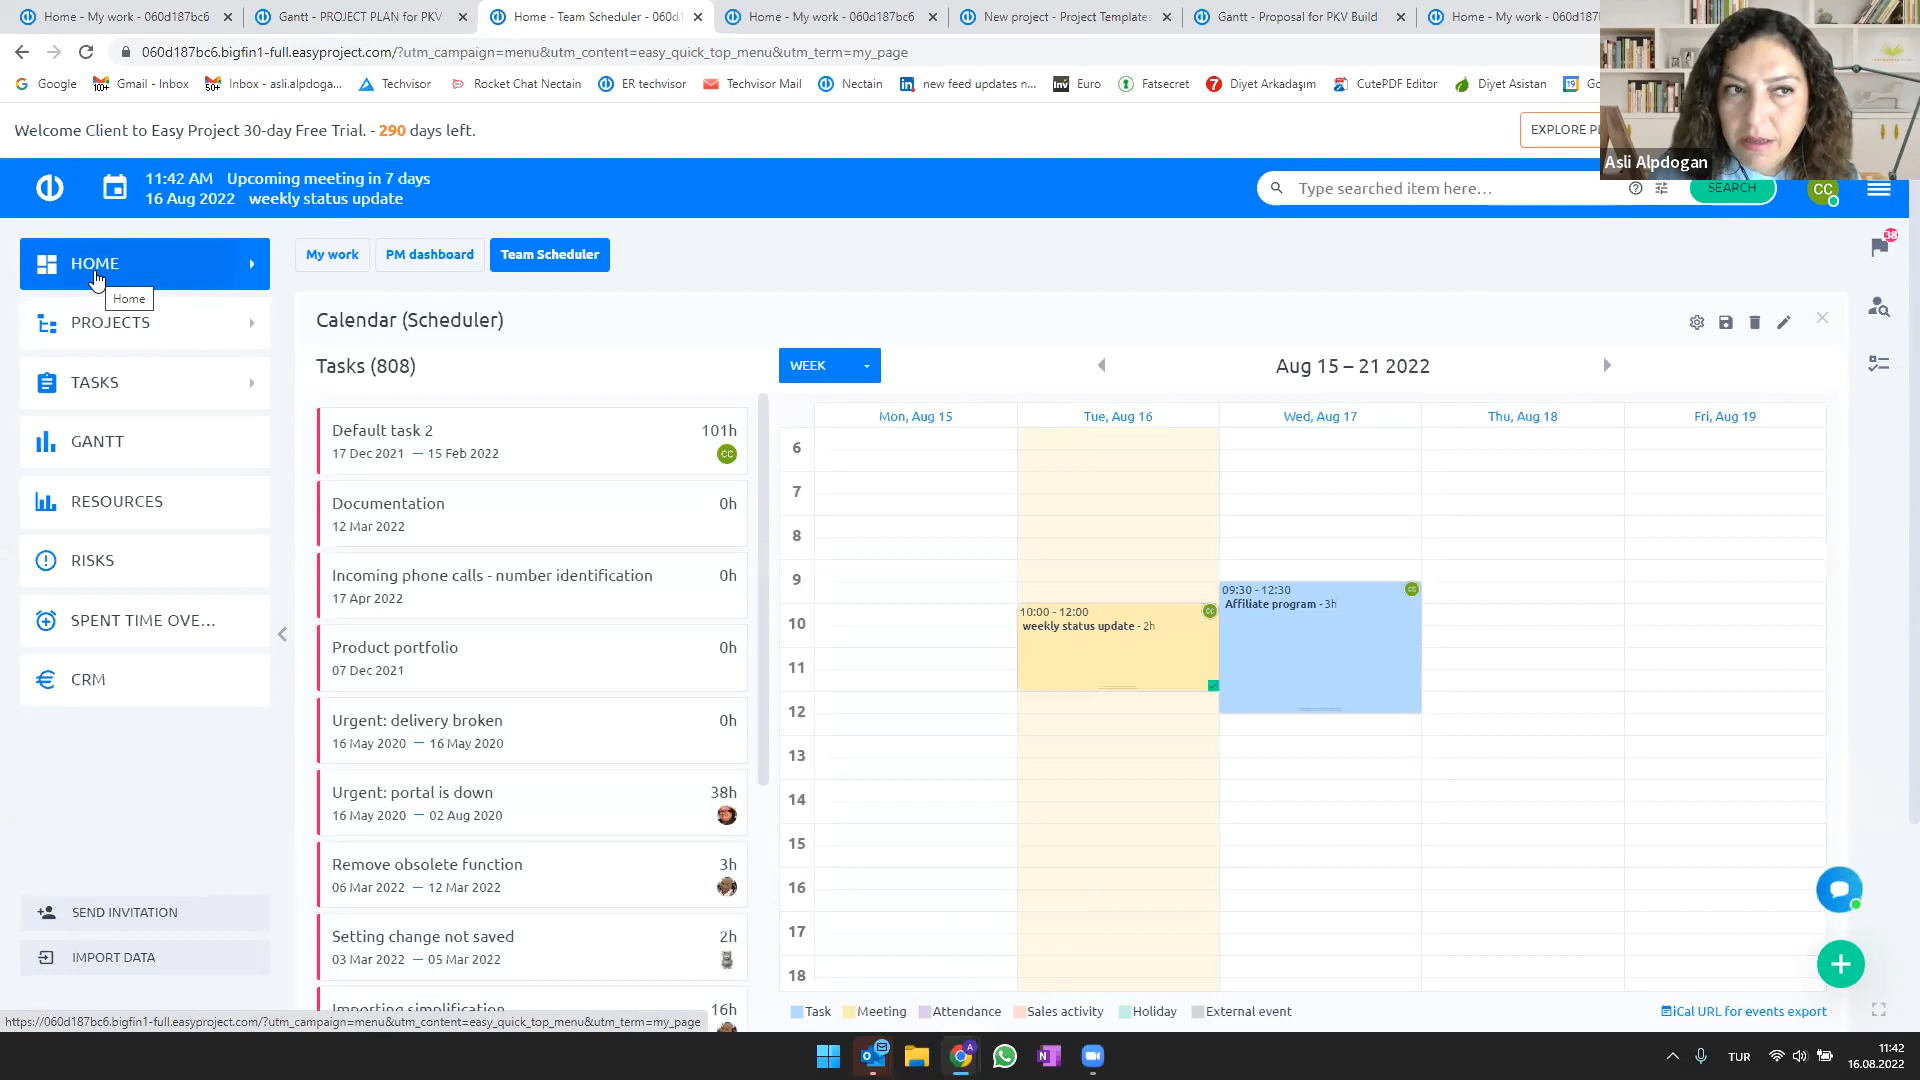 Home - My work - 060d187bc6
Gantt - PROJECT PLAN for PKV
Home - Team Scheduler - 060d1
Home - My work - 060d187bc6
New project - Project Templates
Gantt - Proposal for PKV Build
Home - My work - 060d187b
060d187bc6.bigfin1-full.easyproject.com/?utm_campaign=menu&utm_content=easy_quick_top_menu&utm_term=my_page
Google
Gmail - Inbox
Inbox - asli.alpdoga...
Techvisor
Rocket Chat Nectain
ER techvisor
Techvisor Mail
Nectain
new feed updates n...
Euro
Fatsecret
Diyet Arkadaşım
CutePDF Editor
Diyet Asistan
Welcome Client to Easy Project 30-day Free Trial. - 290 days left.
Asli Alpdogan
11:42 AM Upcoming meeting in 7 days
16 Aug 2022 weekly status update
Type searched item here...
SEARCH
CC
HOME
Home
PROJECTS
TASKS
GANTT
RESOURCES
RISKS
SPENT TIME OVE...
CRM
SEND INVITATION
IMPORT DATA
My work
PM dashboard
Team Scheduler
38
Calendar (Scheduler)
Tasks (808)
WEEK
Aug 15 – 21 2022
Default task 2 101h
17 Dec 2021 — 15 Feb 2022 CC
Documentation 0h
12 Mar 2022
Incoming phone calls - number identification 0h
17 Apr 2022
Product portfolio 0h
07 Dec 2021
Urgent: delivery broken 0h
16 May 2020 — 16 May 2020
Urgent: portal is down 38h
16 May 2020 — 02 Aug 2020
Remove obsolete function 3h
06 Mar 2022 — 12 Mar 2022
Setting change not saved 2h
03 Mar 2022 — 05 Mar 2022
Importing simplification 16h
Mon, Aug 15
Tue, Aug 16
Wed, Aug 17
Thu, Aug 18
Fri, Aug 19
6
7
8
9
10
11
12
13
14
15
16
17
18
10:00 - 12:00
weekly status update - 2h
09:30 - 12:30
Affiliate program - 3h
Task
Meeting
Attendance
Sales activity
Holiday
External event
iCal URL for events export
https://060d187bc6.bigfin1-full.easyproject.com/?utm_campaign=menu&utm_content=easy_quick_top_menu&utm_term=my_page
TUR
11:42
16.08.2022